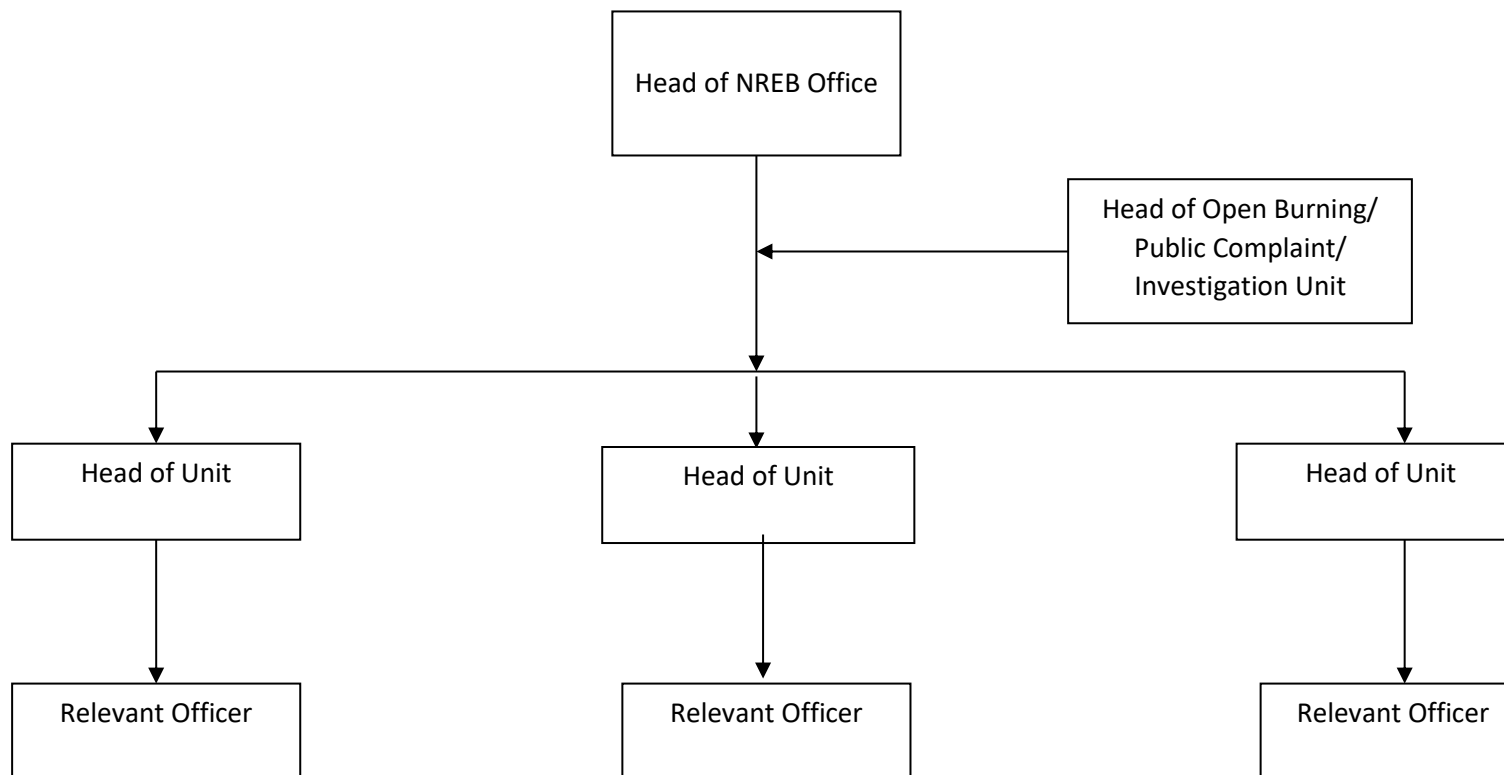 Head of NREB Office
Head of Open Burning/
Public Complaint/
Investigation Unit
Head of Unit
Head of Unit
Head of Unit
Relevant Officer
Relevant Officer
Relevant Officer